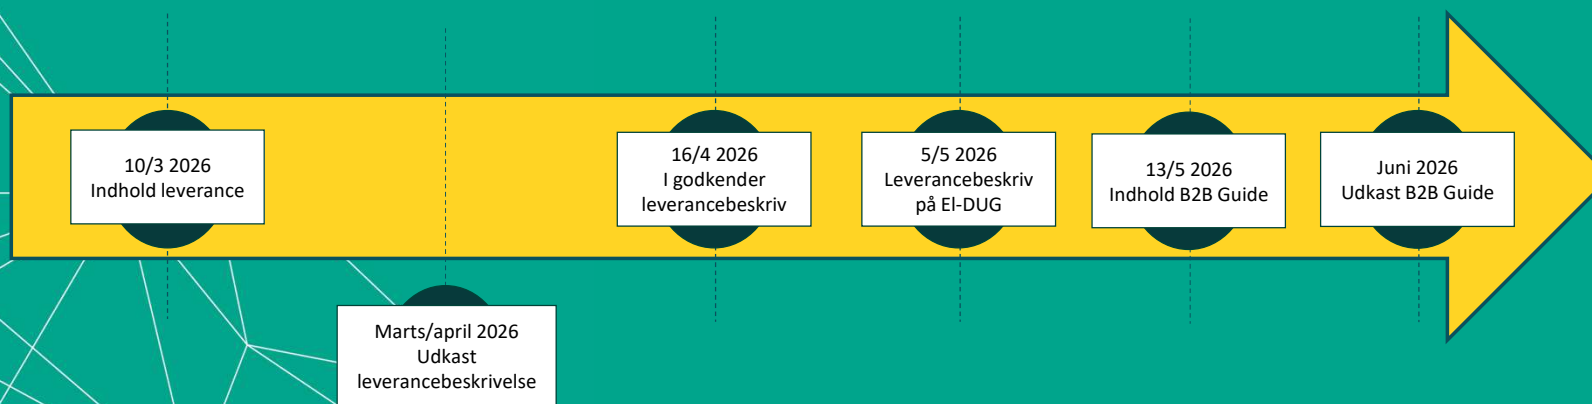 10/3 2026
Indhold leverance
Marts/april 2026
Udkast
leverancebeskrivelse
16/4 2026
I godkender
leverancebeskriv
5/5 2026
Leverancebeskriv
på El-DUG
13/5 2026
Indhold B2B Guide
Juni 2026
Udkast B2B Guide